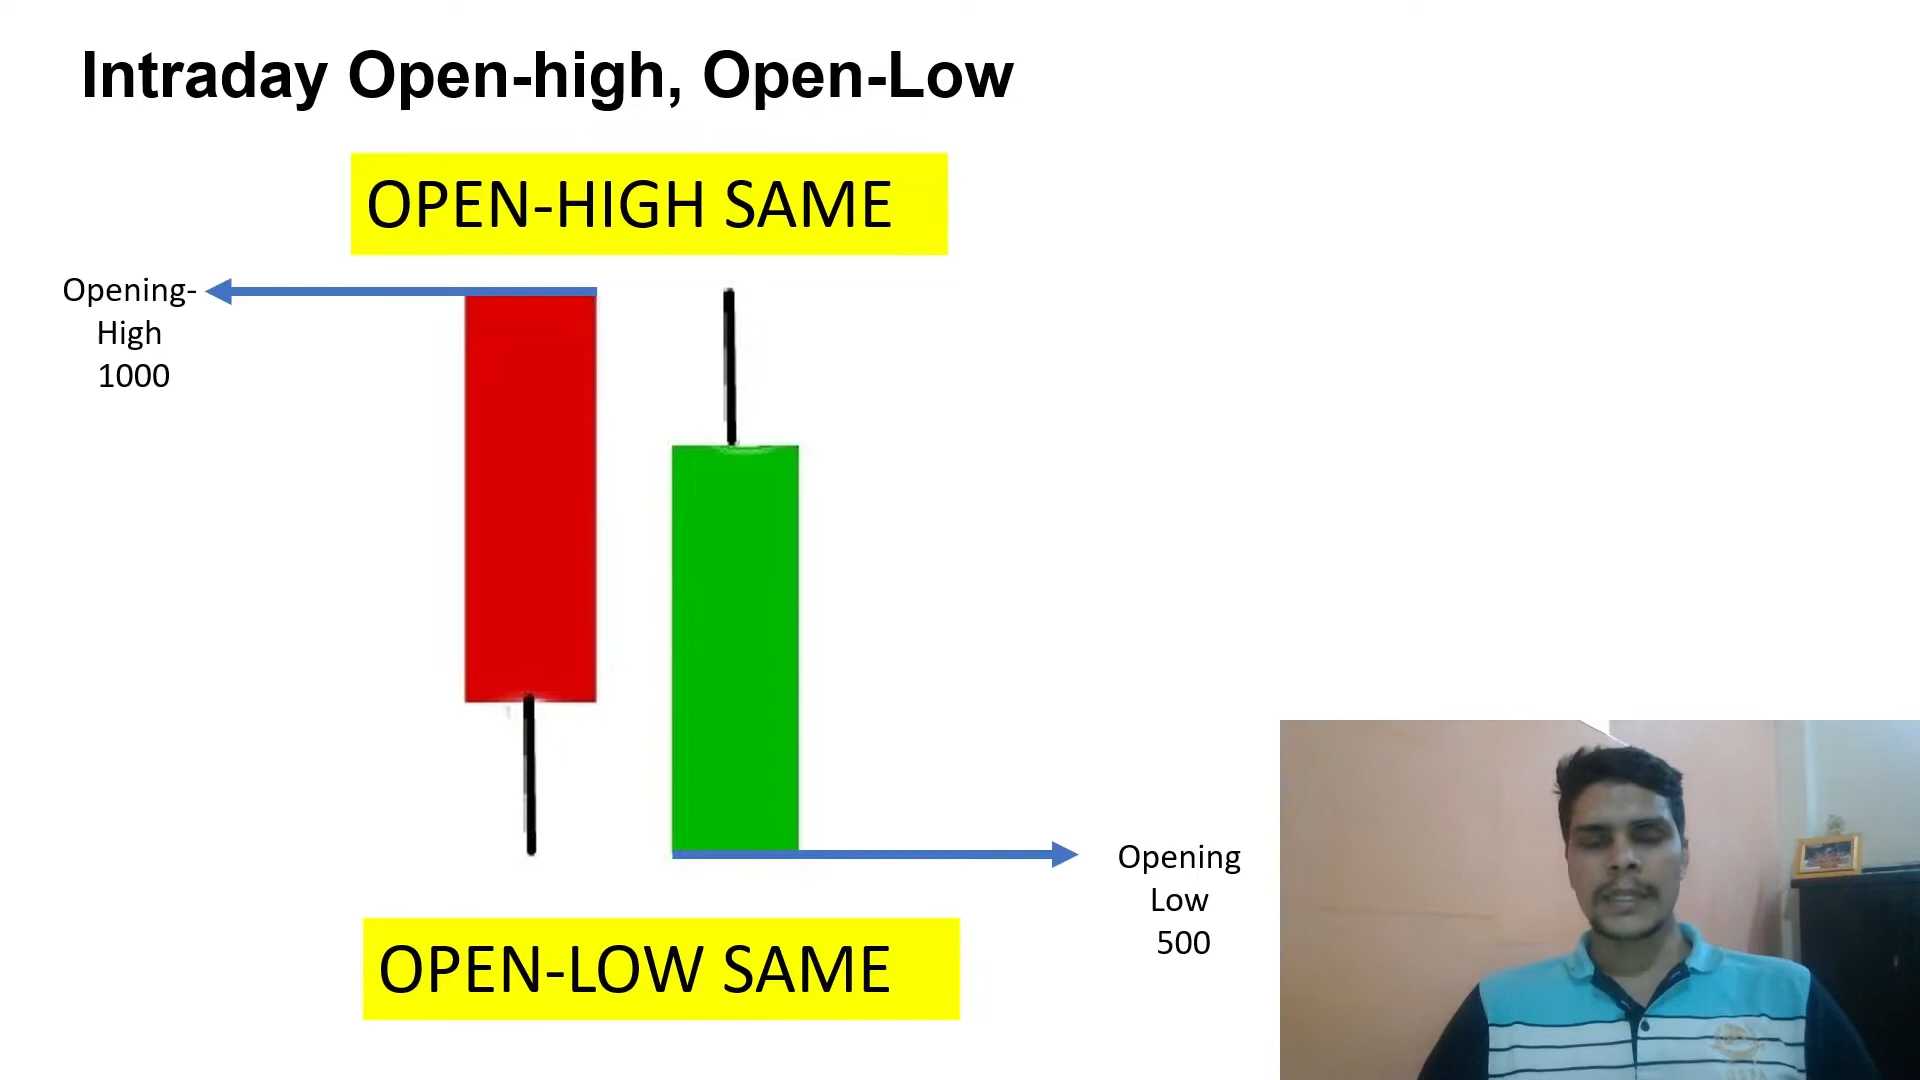 Intraday Open-high, Open-Low
OPEN-HIGH SAME
Opening-
High
1000
Opening
Low
500
OPEN-LOW SAME